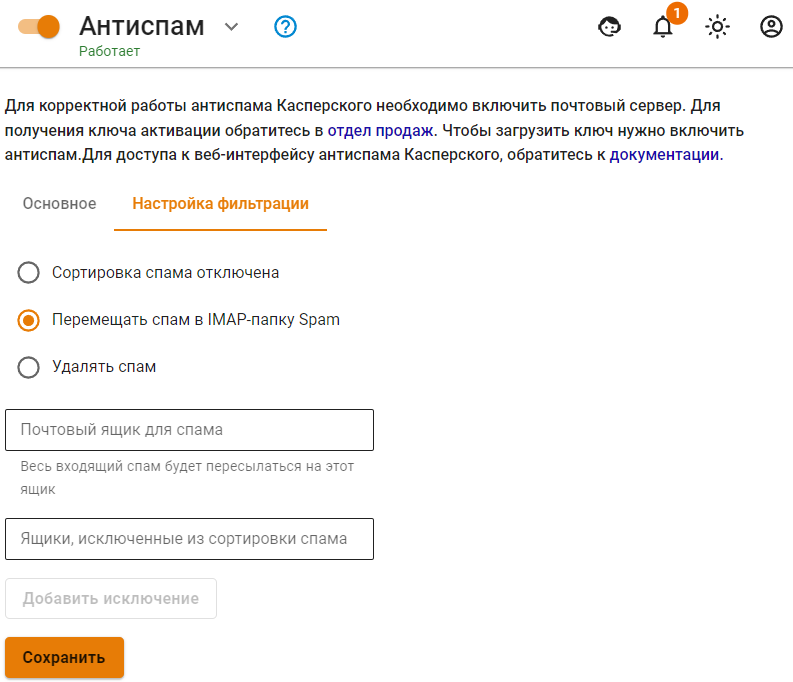 Антиспам
1
Работает
Для корректной работы антиспама Касперского необходимо включить почтовый сервер. Для
получения ключа активации обратитесь в отдел продаж. Чтобы загрузить ключ нужно включить
антиспам.Для доступа к веб-интерфейсу антиспама Касперского, обратитесь к документации.
Основное
Настройка фильтрации
Сортировка спама отключена
Перемещать спам в IMAP-папку Spam
Удалять спам
Почтовый ящик для спама
Весь входящий спам будет пересылаться на этот
ящик
Ящики, исключенные из сортировки спама
Добавить исключение
Сохранить